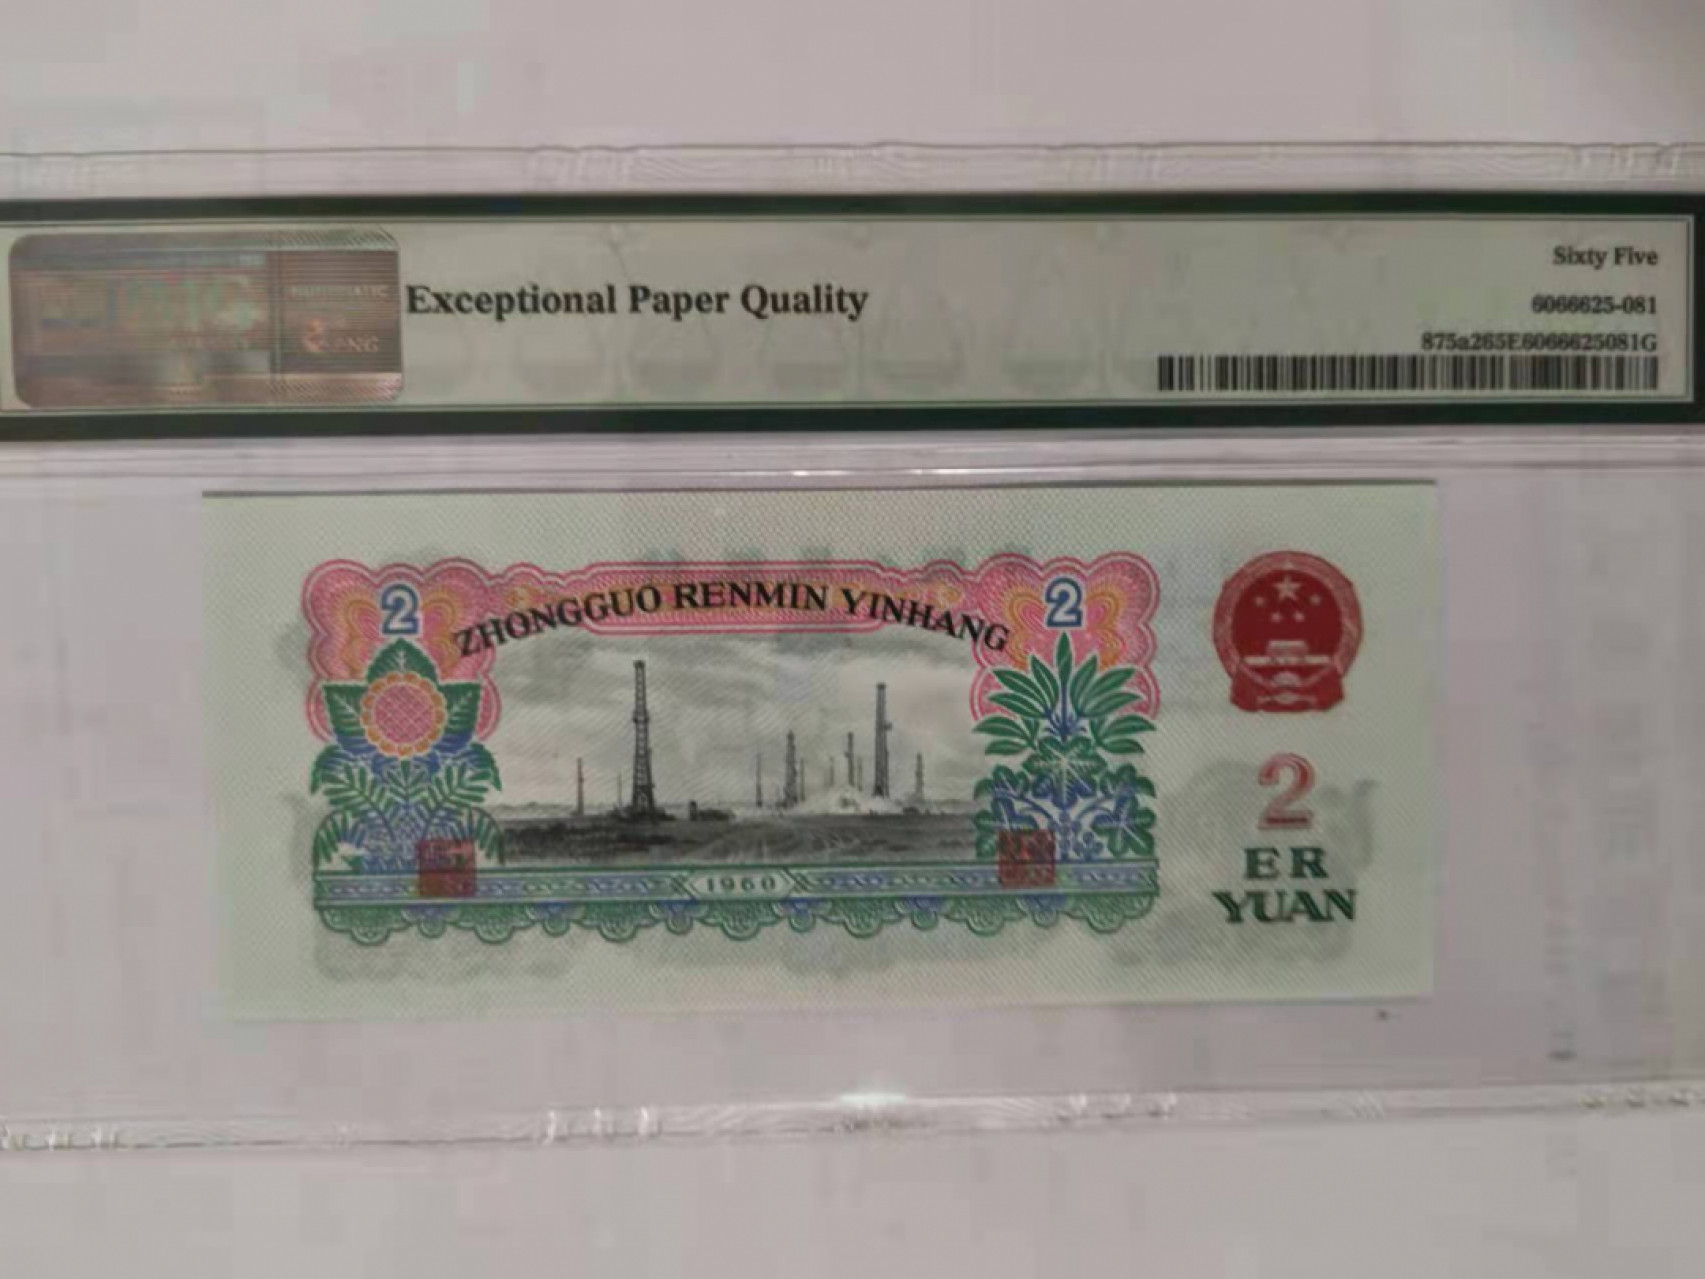 Sixty Five
Exceptional Paper Quality
6066625-081
875a265E6066625081G
2
ZHONGGUO RENMIN YINHANG
2
2
ER
YUAN
1960